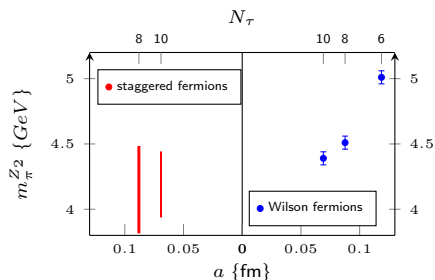 N_τ
8 10 10 8 6
staggered fermions
5
4.5
4
5
4.5
4
m_π^{Z_2} {GeV}
Wilson fermions
0.1 0.05 0 0 0.05 0.1
a {fm}